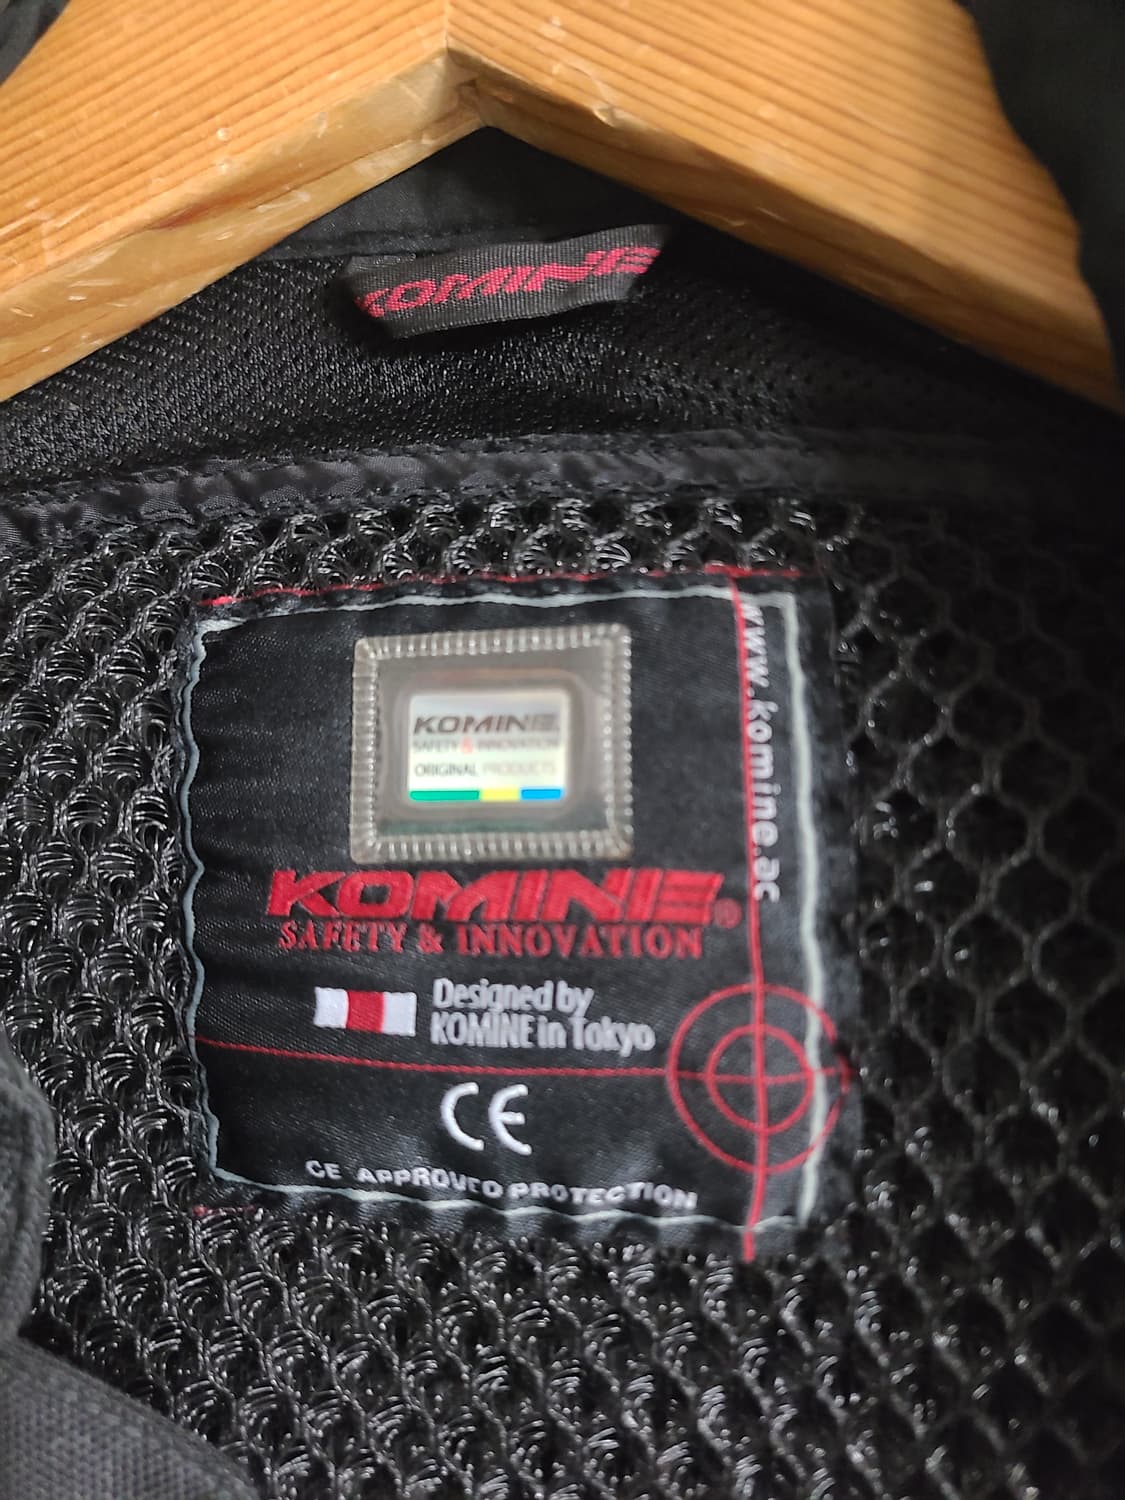 KOMINE
www.komine.ac
KOMINE
SAFETY & INNOVATION
ORIGINAL PRODUCTS
KOMINE®
SAFETY & INNOVATION
Designed by
KOMINE in Tokyo
CE
CE APPROVED PROTECTION